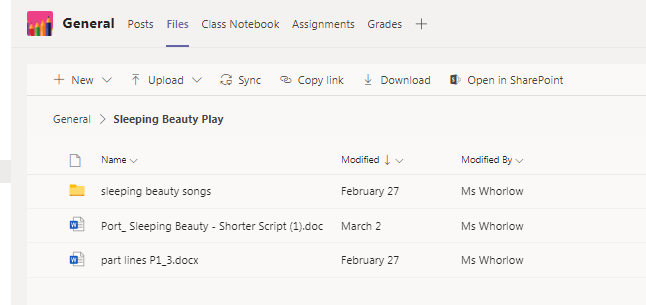 General Posts Files Class Notebook Assignments Grades
New Upload Sync Copy link Download Open in SharePoint
General > Sleeping Beauty Play
Name Modified Modified By
sleeping beauty songs February 27 Ms Whorlow
Port_ Sleeping Beauty - Shorter Script (1).doc March 2 Ms Whorlow
part lines P1_3.docx February 27 Ms Whorlow